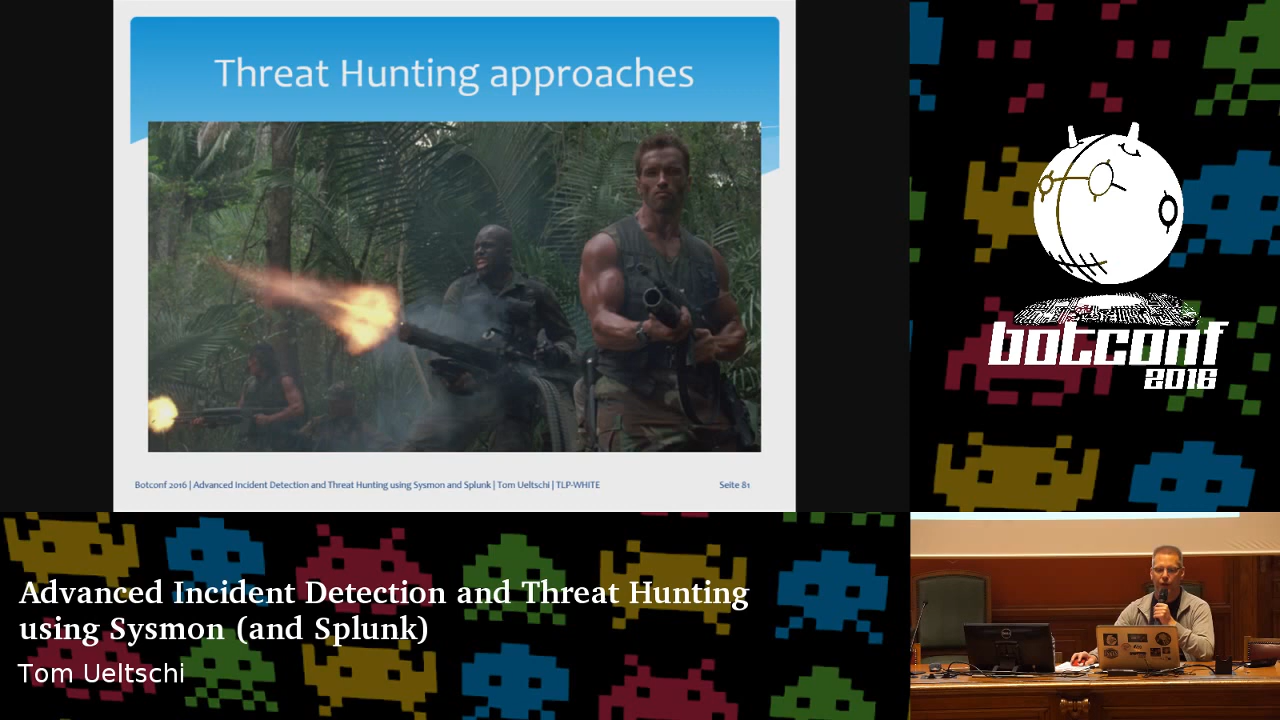 Threat Hunting approaches
Botconf 2016 | Advanced Incident Detection and Threat Hunting using Sysmon and Splunk | Tom Ueltschi | TLP-WHITE
Seite 81
botconf
2016
Advanced Incident Detection and Threat Hunting
using Sysmon (and Splunk)
Tom Ueltschi